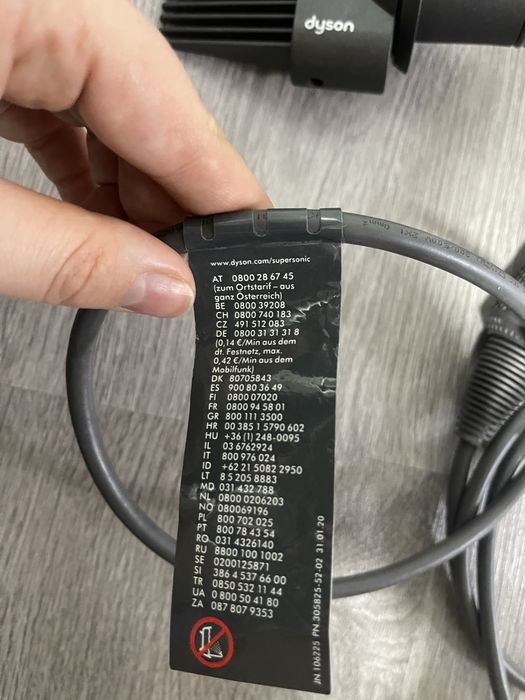 dyson
www.dyson.com/supersonic
AT 0800 28 67 45
(zum Ortstarif – aus
ganz Österreich)
BE 0800 39208
CH 0800 740 183
CZ 491 512 083
DE 0800 31 31 31 8
(0,14 €/Min aus dem
dt. Festnetz, max.
0,42 €/Min aus dem
Mobilfunk)
DK 80705843
ES 900 80 36 49
FI 0800 07020
FR 0800 94 58 01
GR 800 111 3500
HR 00 385 1 5790 602
HU +36 (1) 248-0095
IL 03 6762924
IT 800 976 024
ID +62 21 5082 2950
LT 8 5 205 8883
MD 031 432 788
NL 0800 0206203
NO 080069196
PL 800 702 025
PT 800 78 43 54
RO 031 4326140
RU 8800 100 1002
SE 0200125871
SI 386 4 537 66 00
TR 0850 532 11 44
UA 0 800 50 41 80
ZA 087 807 9353
JN.106225 PN.305825-52-02 31.01.20